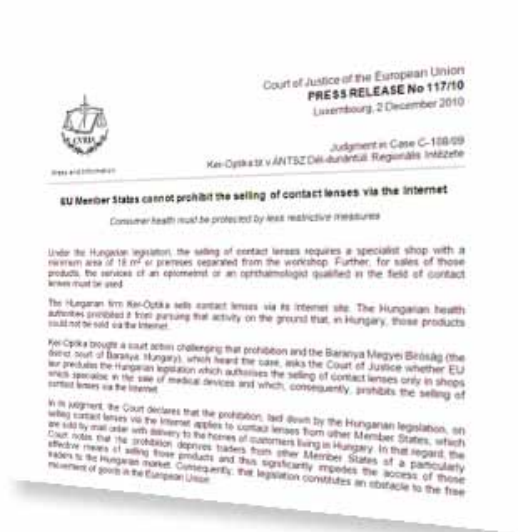 Court of Justice of the European Union
PRESS RELEASE No 117/10
Luxembourg, 2 December 2010
CVRIA
Press and Information
Judgment in Case C-108/09
Ker-Optika bt v ÀNTSZ Dél-dunántúli Regionális Intézete
EU Member States cannot prohibit the selling of contact lenses via the Internet
Consumer health must be protected by less restrictive measures
Under the Hungarian legislation, the selling of contact lenses requires a specialist shop with a
minimum area of 18 m² or premises separated from the workshop. Further, for sales of those
products, the services of an optometrist or an ophthalmologist qualified in the field of contact
lenses must be used.
The Hungarian firm Ker-Optika sells contact lenses via its Internet site. The Hungarian health
authorities prohibited it from pursuing that activity on the ground that, in Hungary, those products
could not be sold via the Internet.
Ker-Optika brought a court action challenging that prohibition and the Baranya Megyei Bíróság (the
district court of Baranya, Hungary), which heard the case, asks the Court of Justice whether EU
law precludes the Hungarian legislation which authorises the selling of contact lenses only in shops
which specialise in the sale of medical devices and which, consequently, prohibits the selling of
contact lenses via the Internet.
In its judgment, the Court declares that the prohibition, laid down by the Hungarian legislation, on
selling contact lenses via the Internet applies to contact lenses from other Member States, which
are sold by mail order with delivery to the homes of customers living in Hungary. In that regard, the
Court notes that the prohibition deprives traders from other Member States of a particularly
effective means of selling those products and thus significantly impedes the access of those
traders to the Hungarian market. Consequently, that legislation constitutes an obstacle to the free
movement of goods in the European Union.